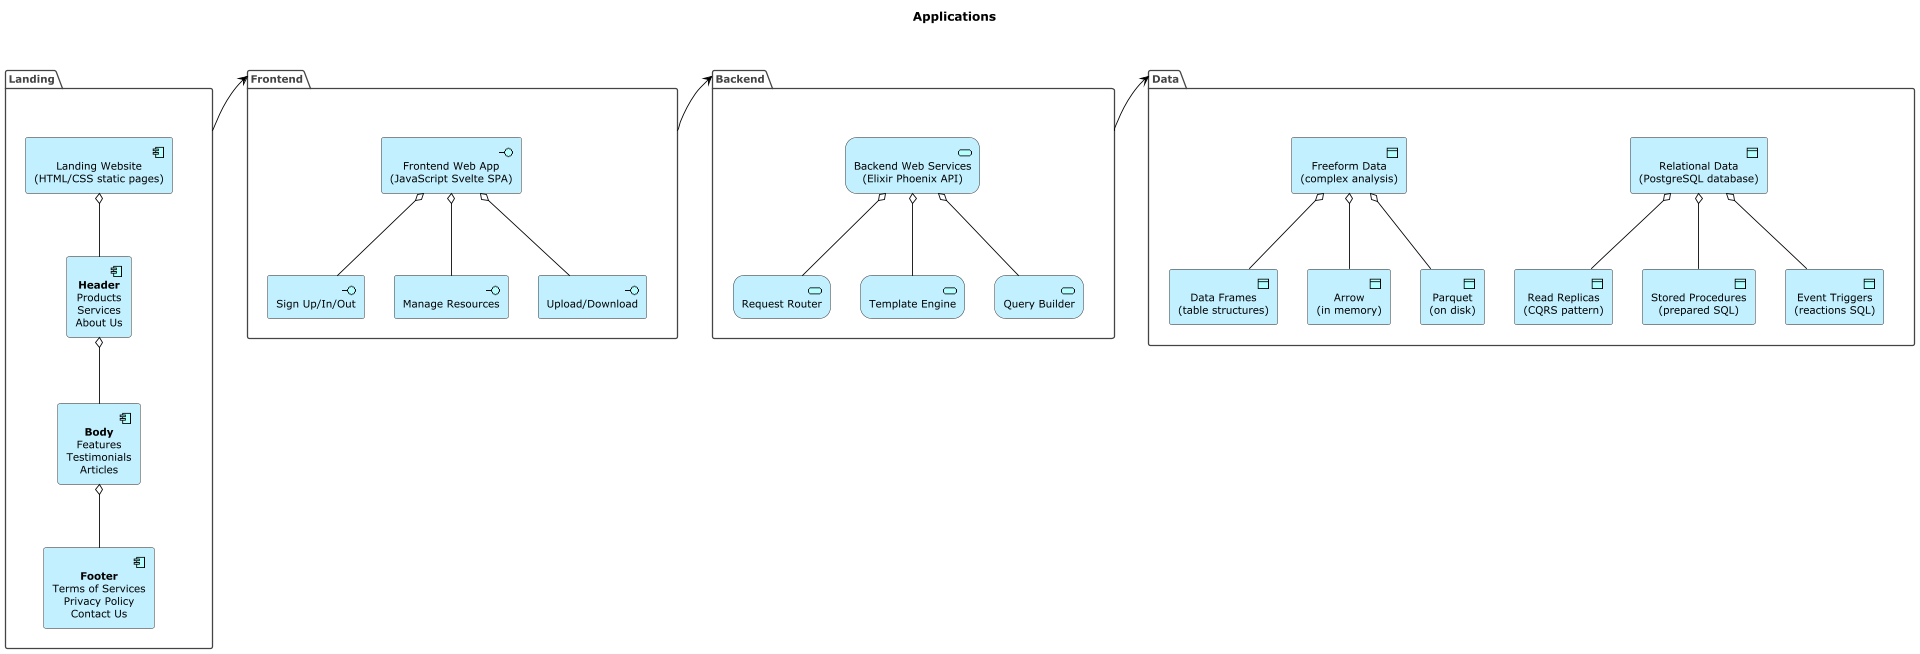 Applications
Landing
Landing Website
(HTML/CSS static pages)
Header
Products
Services
About Us
Body
Features
Testimonials
Articles
Footer
Terms of Services
Privacy Policy
Contact Us
Frontend
Frontend Web App
(JavaScript Svelte SPA)
Sign Up/In/Out
Manage Resources
Upload/Download
Backend
Backend Web Services
(Elixir Phoenix API)
Request Router
Template Engine
Query Builder
Data
Freeform Data
(complex analysis)
Data Frames
(table structures)
Arrow
(in memory)
Parquet
(on disk)
Relational Data
(PostgreSQL database)
Read Replicas
(CQRS pattern)
Stored Procedures
(prepared SQL)
Event Triggers
(reactions SQL)